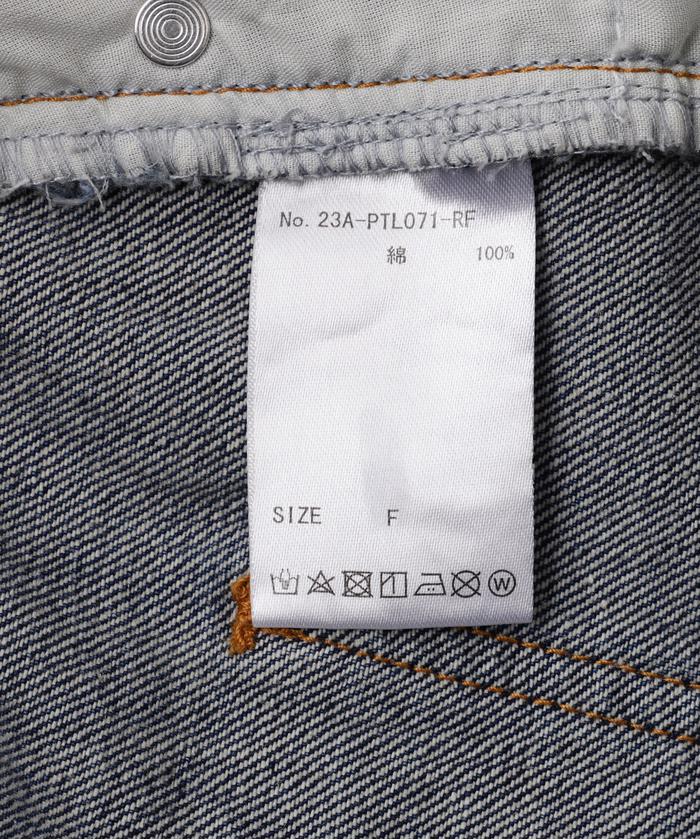 No. 23A-PTL071-RF
綿 100%
SIZE F
W